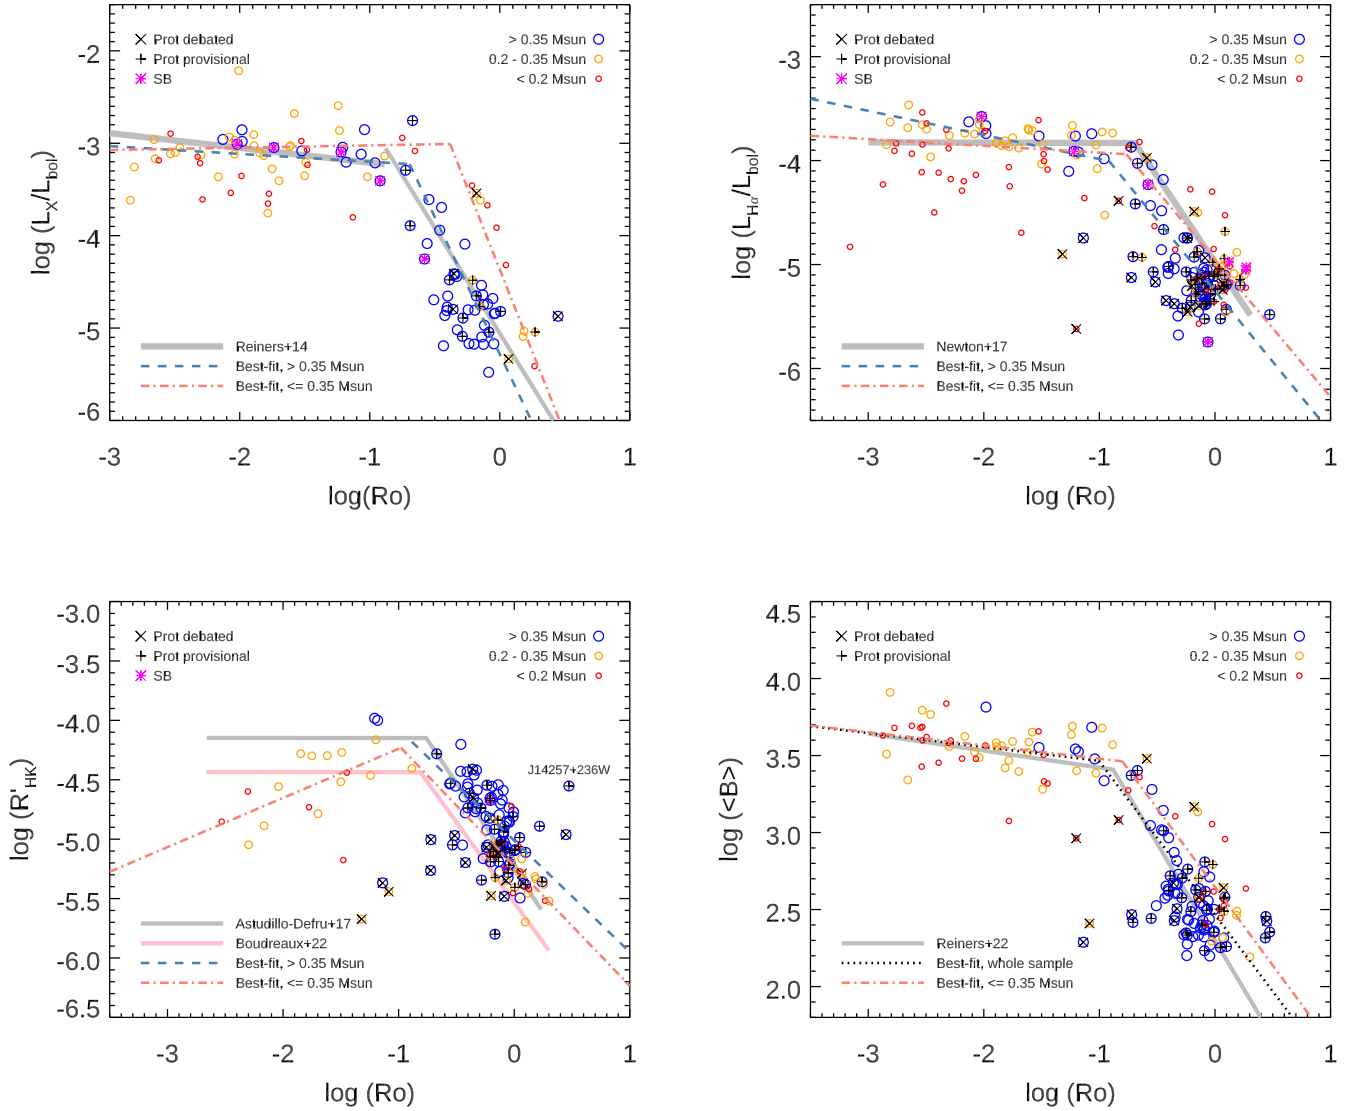 -2
-3
-4
-5
-6
-3
-2
-1
0
1
log (L_X/L_bol)
log(Ro)
Prot debated
Prot provisional
SB
> 0.35 Msun
0.2 - 0.35 Msun
< 0.2 Msun
Reiners+14
Best-fit, > 0.35 Msun
Best-fit, <= 0.35 Msun
-3
-4
-5
-6
-3
-2
-1
0
1
log (L_Hα/L_bol)
log (Ro)
Prot debated
Prot provisional
SB
> 0.35 Msun
0.2 - 0.35 Msun
< 0.2 Msun
Newton+17
Best-fit, > 0.35 Msun
Best-fit, <= 0.35 Msun
-3.0
-3.5
-4.0
-4.5
-5.0
-5.5
-6.0
-6.5
-3
-2
-1
0
1
log (R'_HK)
log (Ro)
Prot debated
Prot provisional
SB
> 0.35 Msun
0.2 - 0.35 Msun
< 0.2 Msun
J14257+236W
Astudillo-Defru+17
Boudreaux+22
Best-fit, > 0.35 Msun
Best-fit, <= 0.35 Msun
4.5
4.0
3.5
3.0
2.5
2.0
-3
-2
-1
0
1
log (<B>)
log (Ro)
Prot debated
Prot provisional
> 0.35 Msun
0.2 - 0.35 Msun
< 0.2 Msun
Reiners+22
Best-fit, whole sample
Best-fit, <= 0.35 Msun